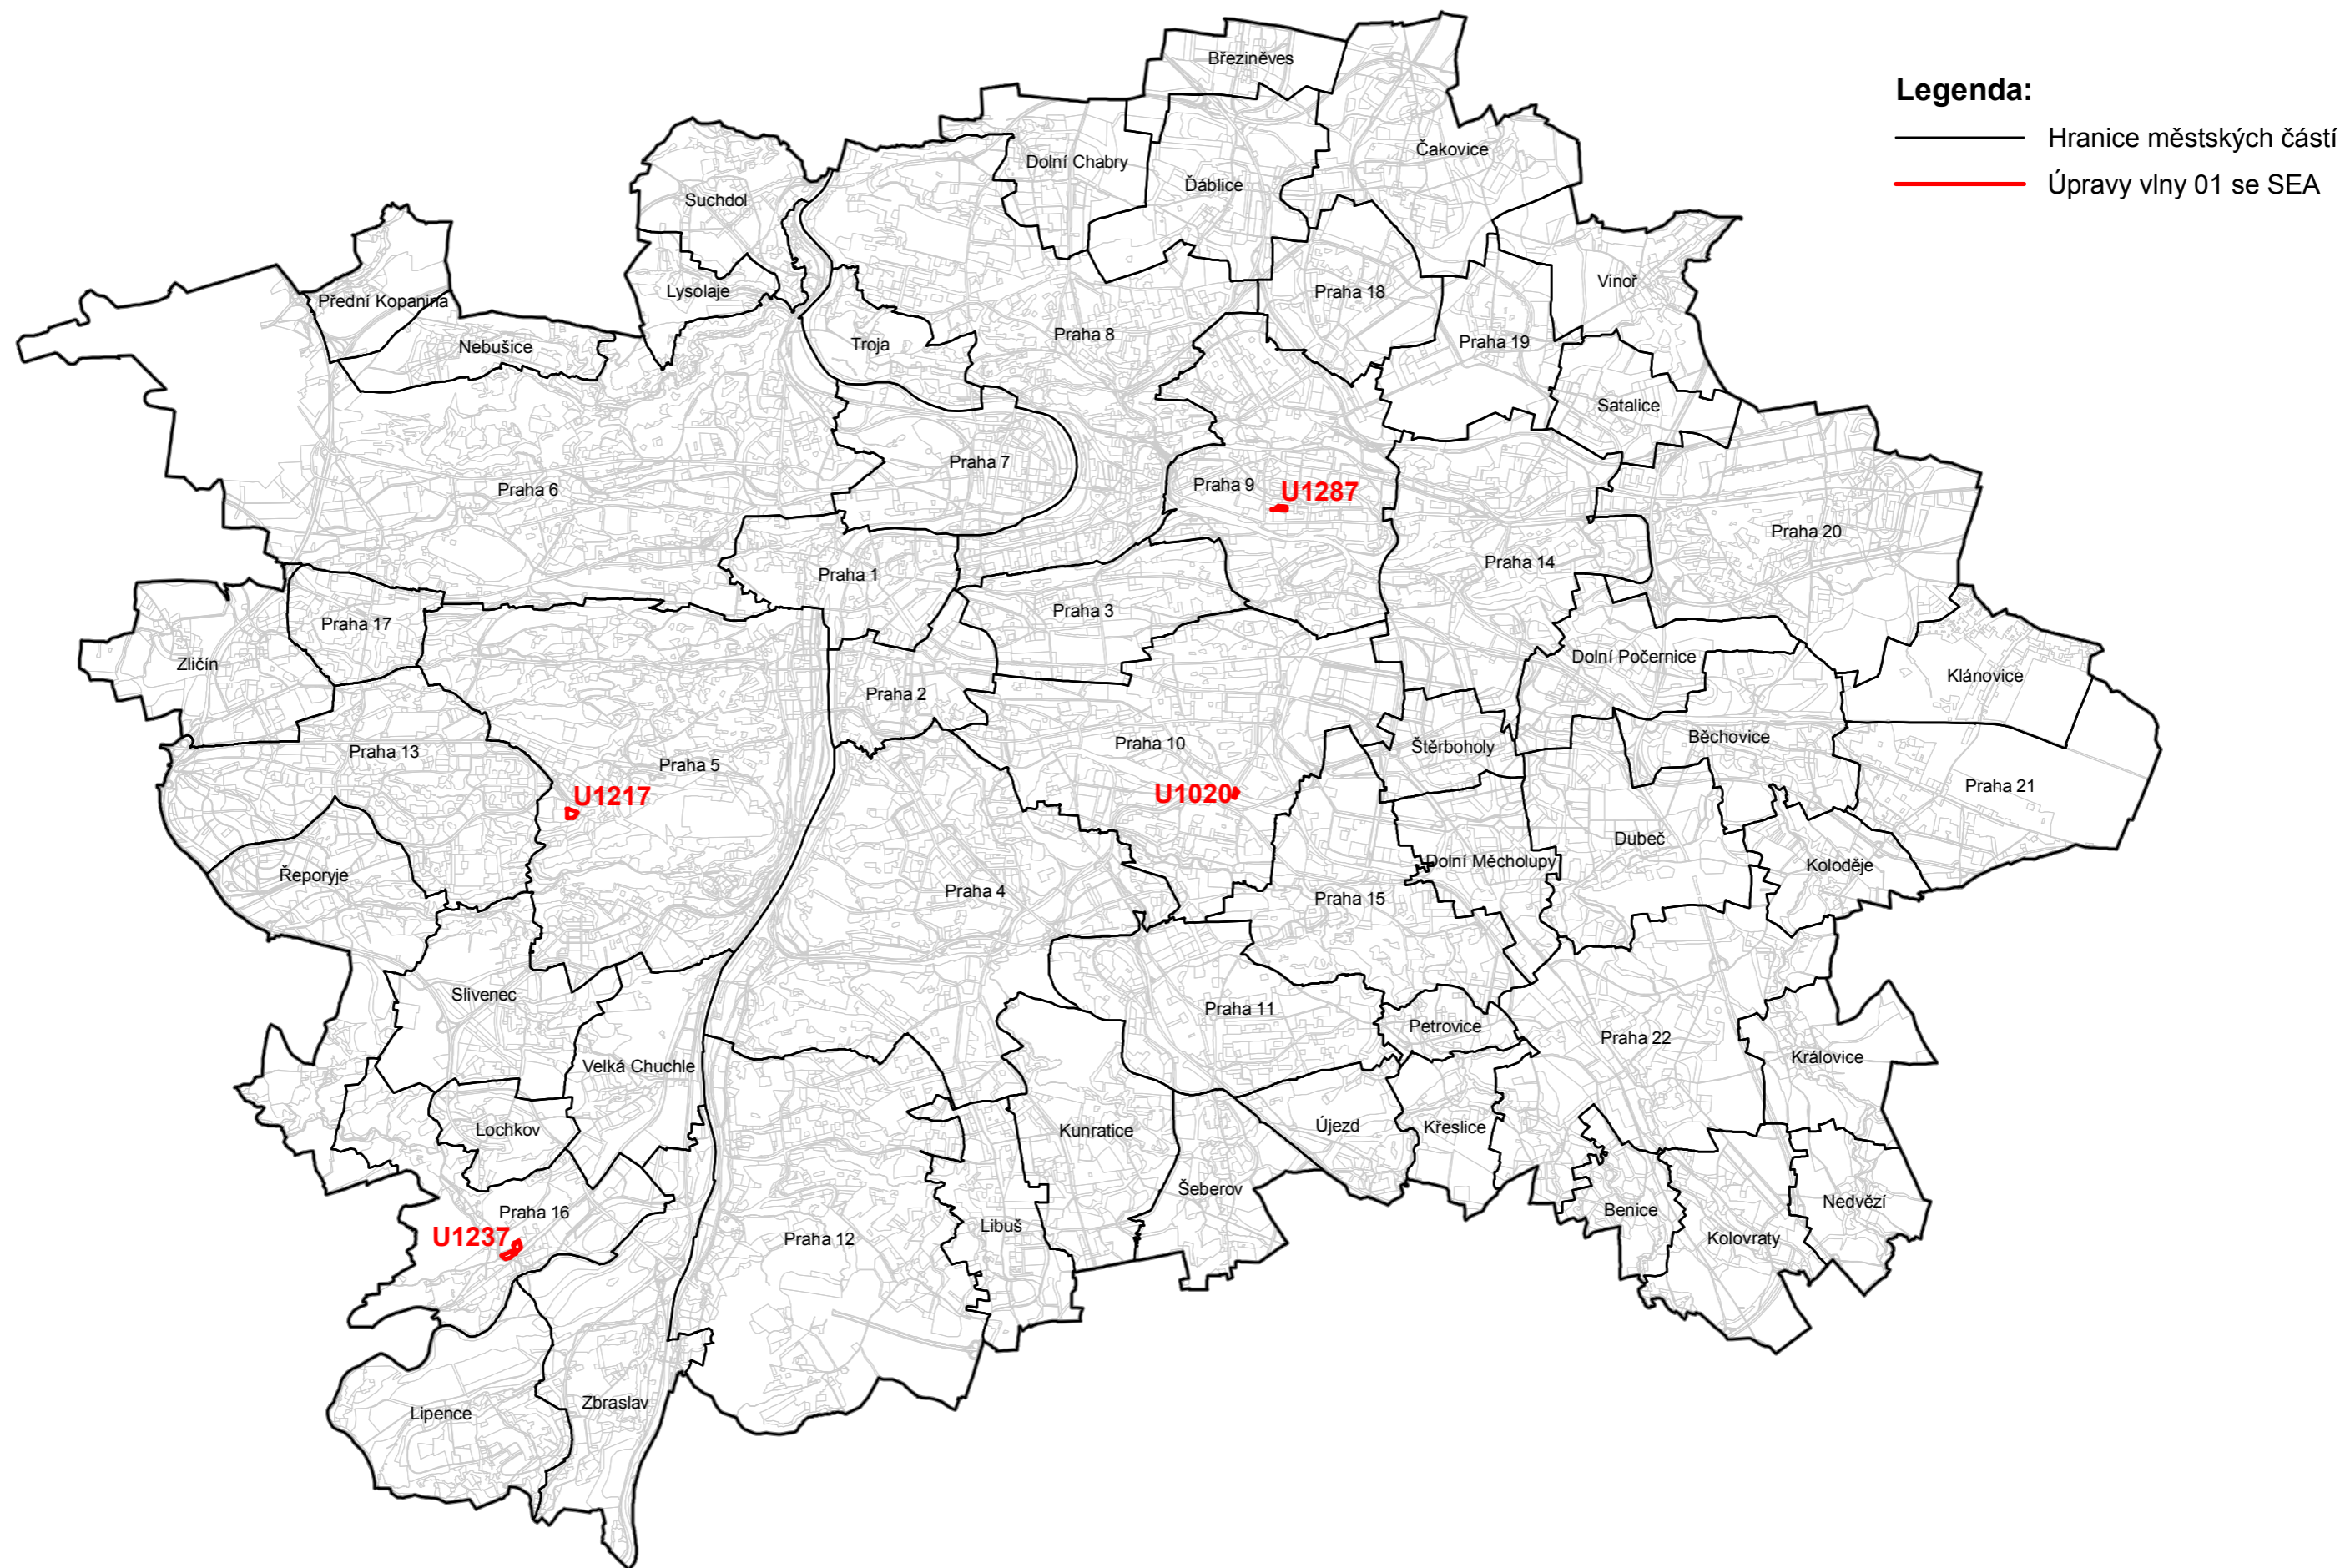 Březiněves
Legenda:
Hranice městských částí
Úpravy vlny 01 se SEA
Dolní Chabry
Čakovice
Ďáblice
Suchdol
Přední Kopanina
Lysolaje
Praha 18
Vinoř
Nebušice
Troja
Praha 8
Praha 19
Satalice
Praha 7
Praha 6
Praha 9
U1287
Praha 20
Praha 1
Praha 14
Praha 3
Praha 17
Zličín
Dolní Počernice
Klánovice
Praha 2
Praha 13
Praha 5
Praha 10
Štěrboholy
Běchovice
Praha 21
U1217
U1020
Řeporyje
Praha 4
Praha 15
Dolní Měcholupy
Dubeč
Koloděje
Slivenec
Praha 11
Petrovice
Praha 22
Královice
Velká Chuchle
Lochkov
Kunratice
Újezd
Křeslice
Praha 16
U1237
Praha 12
Libuš
Šeberov
Benice
Kolovraty
Nedvězí
Lipence
Zbraslav